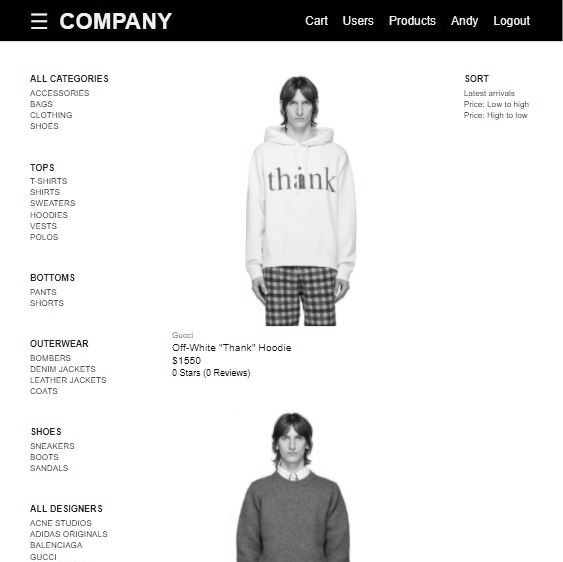 ☰ COMPANY
Cart Users Products Andy Logout
ALL CATEGORIES
ACCESSORIES
BAGS
CLOTHING
SHOES
TOPS
T-SHIRTS
SHIRTS
SWEATERS
HOODIES
VESTS
POLOS
BOTTOMS
PANTS
SHORTS
OUTERWEAR
BOMBERS
DENIM JACKETS
LEATHER JACKETS
COATS
SHOES
SNEAKERS
BOOTS
SANDALS
ALL DESIGNERS
ACNE STUDIOS
ADIDAS ORIGINALS
BALENCIAGA
GUCCI
thank
Gucci
Off-White "Thank" Hoodie
$1550
0 Stars (0 Reviews)
SORT
Latest arrivals
Price: Low to high
Price: High to low